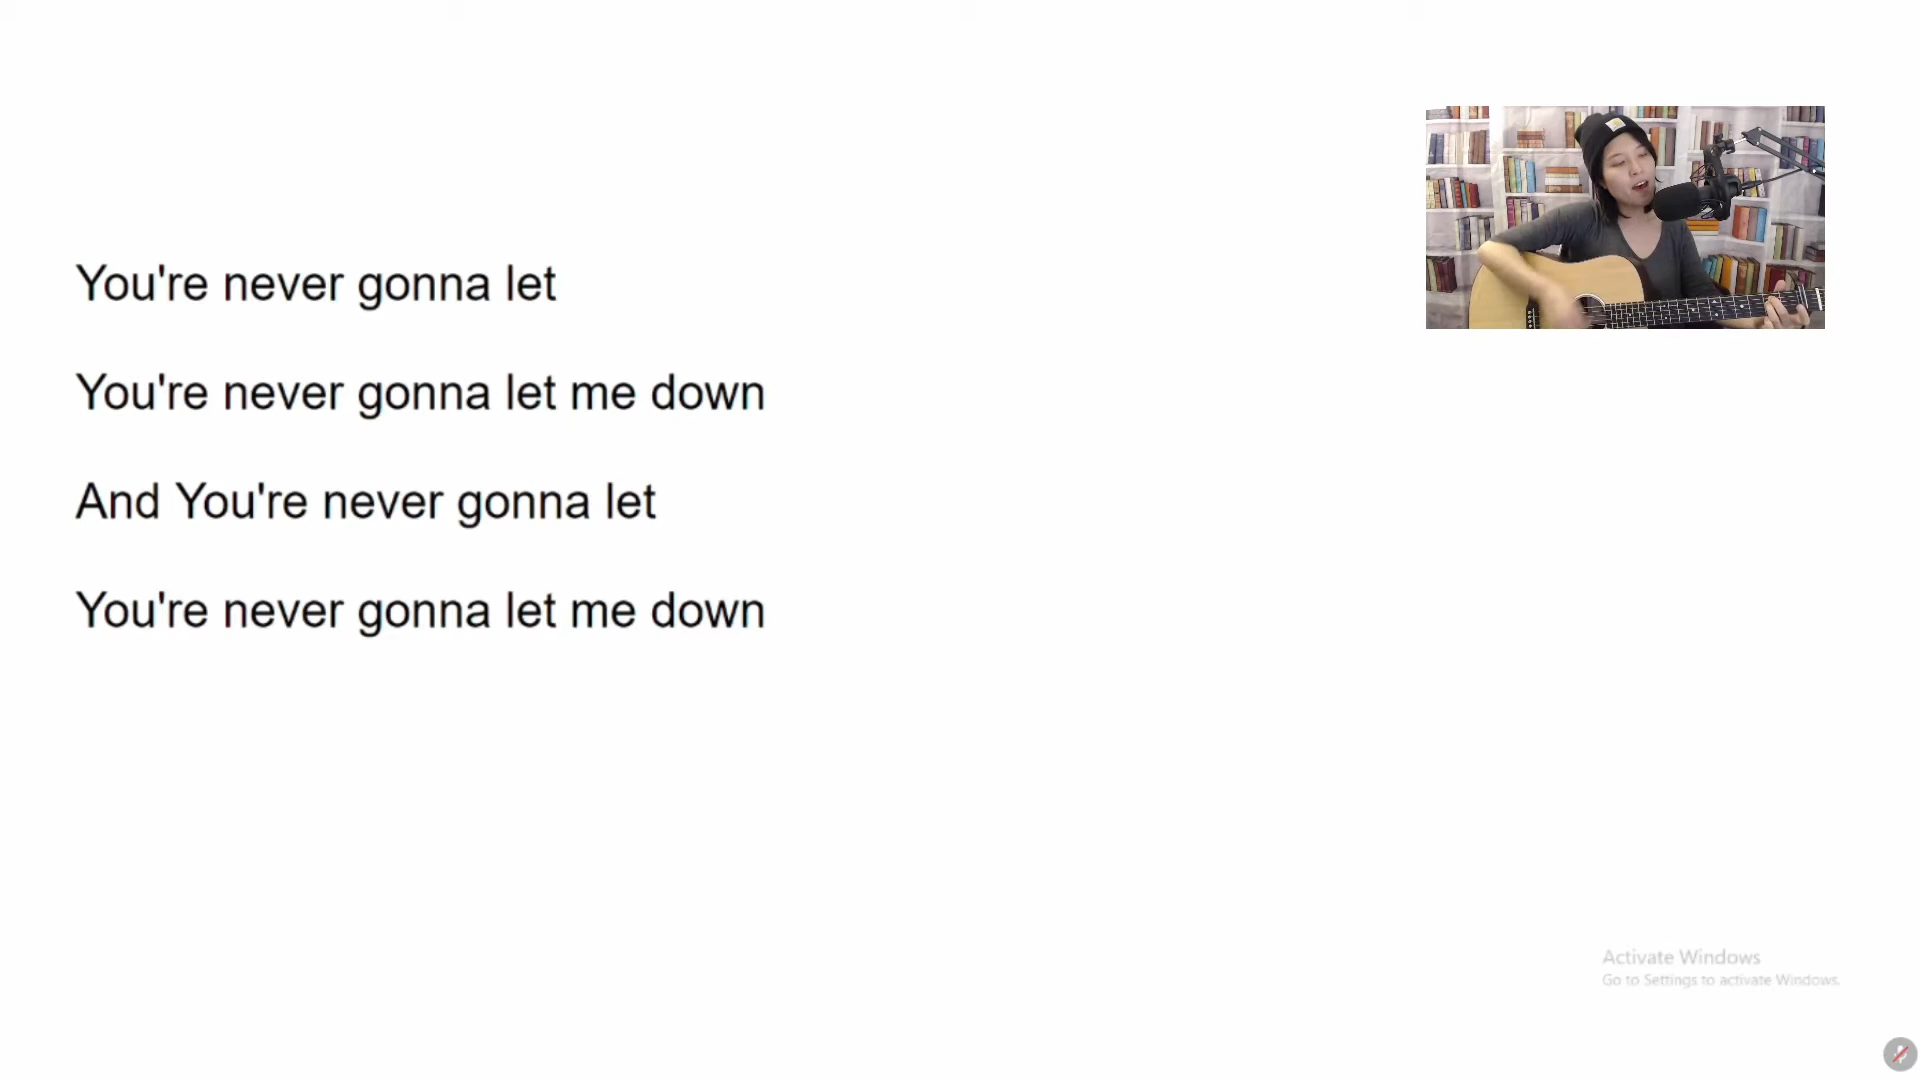 You're never gonna let
You're never gonna let me down
And You're never gonna let
You're never gonna let me down
Activate Windows
Go to Settings to activate Windows.